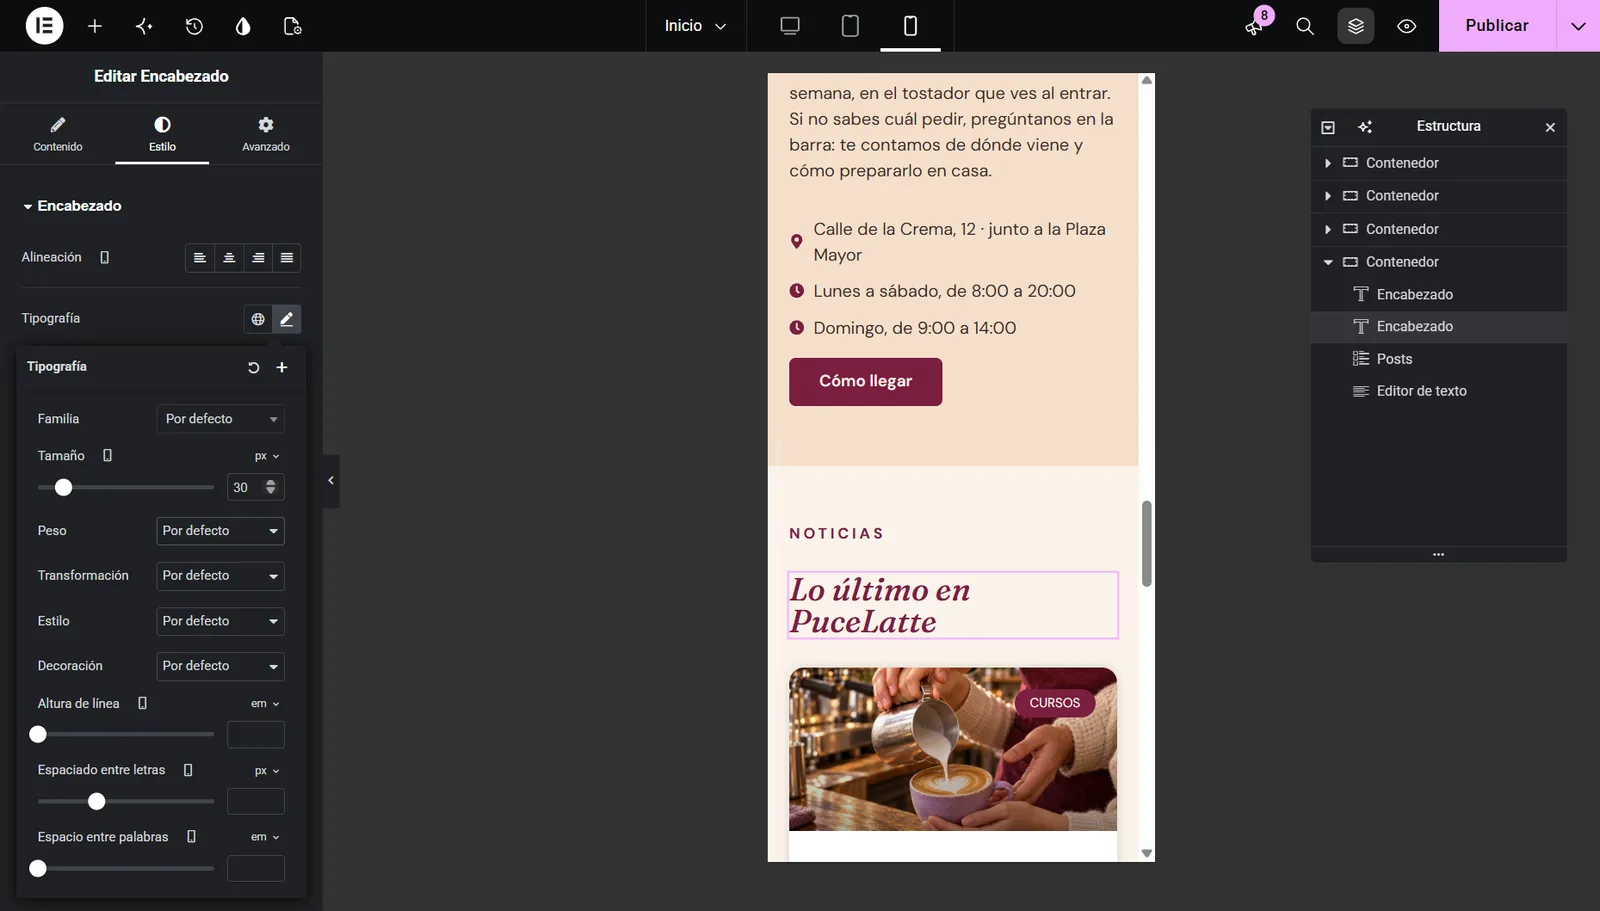 Inicio
8
Publicar
Editar Encabezado
Contenido
Estilo
Avanzado
Encabezado
Alineación
Tipografía
Tipografía
Familia
Por defecto
Tamaño
px
30
Peso
Por defecto
Transformación
Por defecto
Estilo
Por defecto
Decoración
Por defecto
Altura de línea
em
Espaciado entre letras
px
Espacio entre palabras
em
semana, en el tostador que ves al entrar.
Si no sabes cuál pedir, pregúntanos en la
barra: te contamos de dónde viene y
cómo prepararlo en casa.
Calle de la Crema, 12 · junto a la Plaza
Mayor
Lunes a sábado, de 8:00 a 20:00
Domingo, de 9:00 a 14:00
Cómo llegar
NOTICIAS
Lo último en
PuceLatte
CURSOS
Estructura
Contenedor
Contenedor
Contenedor
Contenedor
Encabezado
Encabezado
Posts
Editor de texto